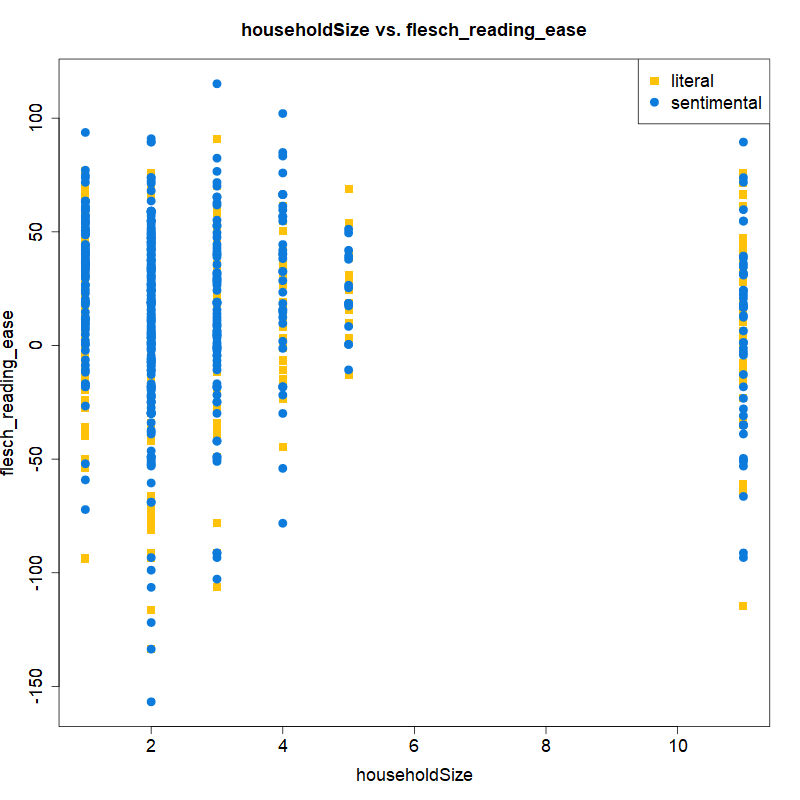 householdSize vs. flesch_reading_ease
literal
sentimental
flesch_reading_ease
100
50
0
-50
-100
-150
2
4
6
8
10
householdSize